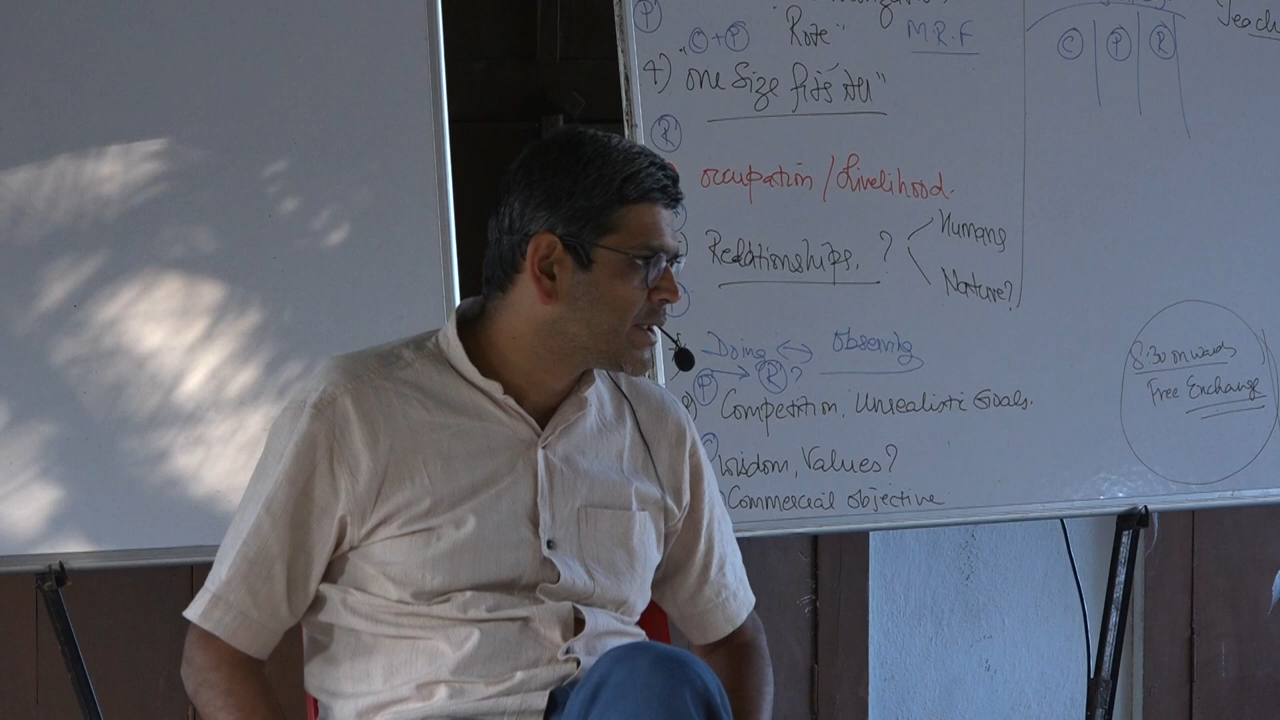 P
Rote"
M.R.F
"C+P
4) "one Size fits All"
R
occupation / Livelihood.
Relationships, ?
Humans
Nature?
Doing ↔ Observing
P → R ?
Competition, Unrealistic Goals.
Wisdom, Values?
Commercial objective
C P R
Teach
8:30 onwards
Free Exchange